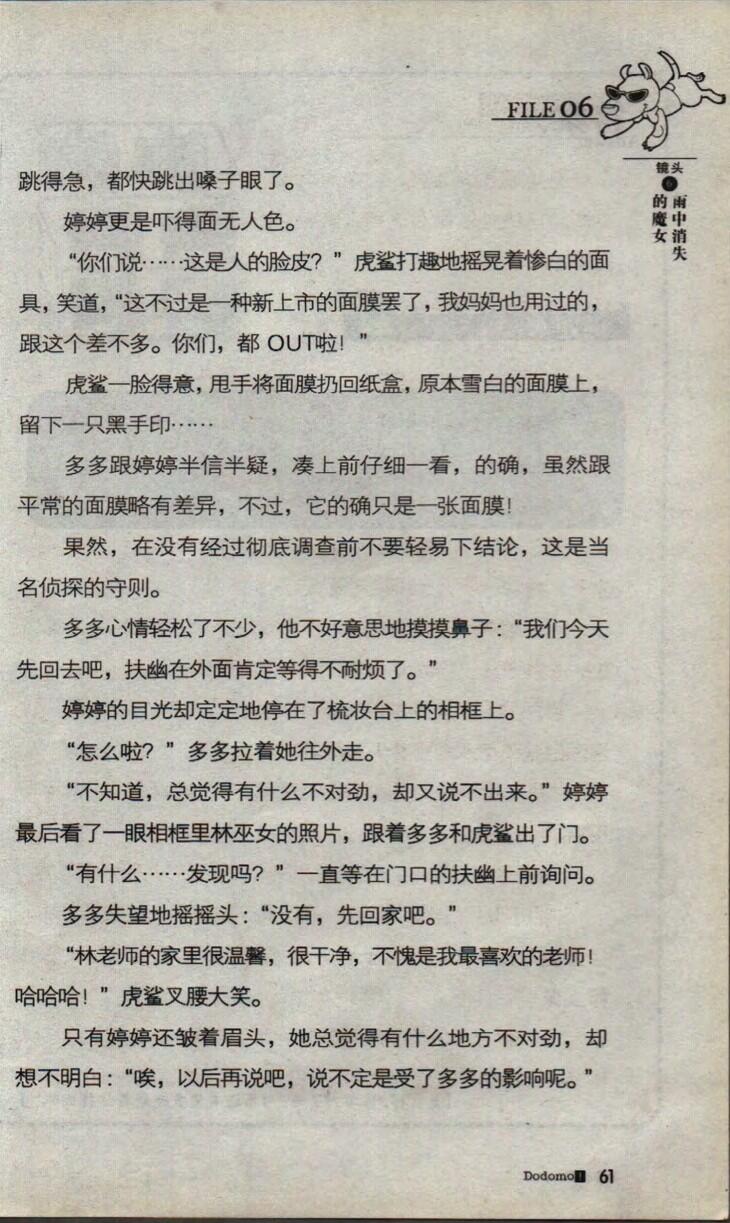 FILE 06
镜头
6
雨中消失
的魔女
跳得急，都快跳出嗓子眼了。
婷婷更是吓得面无人色。
“你们说……这是人的脸皮？”虎鲨打趣地摇晃着惨白的面
具，笑道，“这不过是一种新上市的面膜罢了，我妈妈也用过的，
跟这个差不多。你们，都 OUT啦！”
虎鲨一脸得意，甩手将面膜扔回纸盒，原本雪白的面膜上，
留下一只黑手印……
多多跟婷婷半信半疑，凑上前仔细一看，的确，虽然跟
平常的面膜略有差异，不过，它的确只是一张面膜！
果然，在没有经过彻底调查前不要轻易下结论，这是当
名侦探的守则。
多多心情轻松了不少，他不好意思地摸摸鼻子：“我们今天
先回去吧，扶幽在外面肯定等得不耐烦了。”
婷婷的目光却定定地停在了梳妆台上的相框上。
“怎么啦？”多多拉着她往外走。
“不知道，总觉得有什么不对劲，却又说不出来。”婷婷
最后看了一眼相框里林巫女的照片，跟着多多和虎鲨出了门。
“有什么……发现吗？”一直等在门口的扶幽上前询问。
多多失望地摇摇头：“没有，先回家吧。”
“林老师的家里很温馨，很干净，不愧是我最喜欢的老师！
哈哈哈！”虎鲨叉腰大笑。
只有婷婷还皱着眉头，她总觉得有什么地方不对劲，却
想不明白：“唉，以后再说吧，说不定是受了多多的影响呢。”
Dodomo! 61